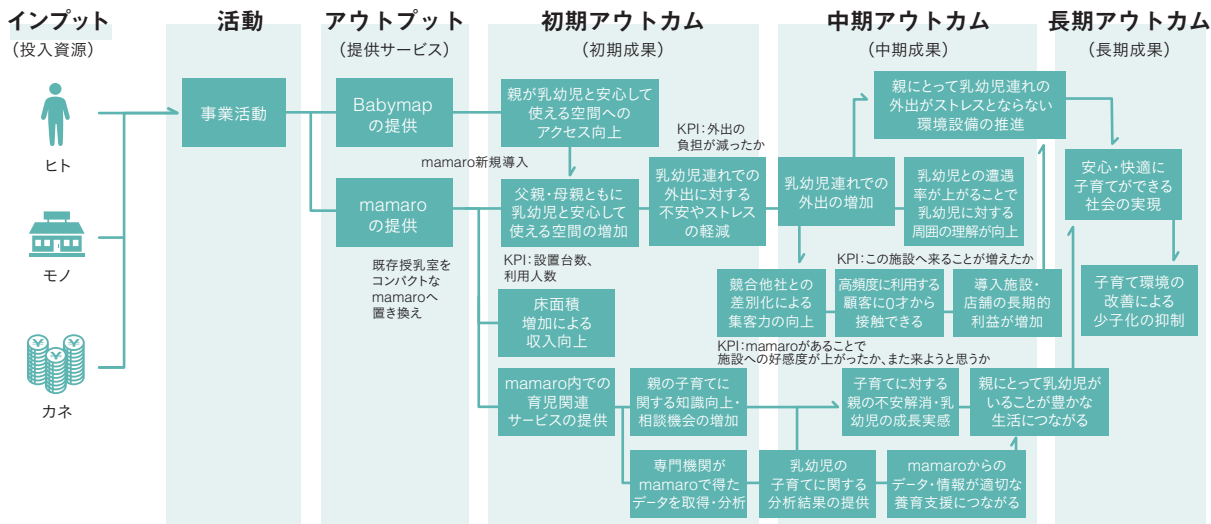 インプット
(投入資源)
ヒト
モノ
カネ
活動
事業活動
アウトプット
(提供サービス)
Babymap
の提供
mamaro新規導入
mamaro
の提供
既存授乳室を
コンパクトな
mamaroへ
置き換え
初期アウトカム
(初期成果)
親が乳幼児と安心して
使える空間への
アクセス向上
父親・母親ともに
乳幼児と安心して
使える空間の増加
KPI:設置台数、
利用人数
KPI:外出の
負担が減ったか
乳幼児連れでの
外出に対する
不安やストレス
の軽減
床面積
増加による
収入向上
mamaro内での
育児関連
サービスの提供
親の子育てに
関する知識向上・
相談機会の増加
専門機関が
mamaroで得た
データを取得・分析
中期アウトカム
(中期成果)
親にとって乳幼児連れの
外出がストレスとならない
環境設備の推進
乳幼児連れでの
外出の増加
乳幼児との遭遇
率が上がることで
乳幼児に対する
周囲の理解が向上
KPI:この施設へ来ることが増えたか
競合他社との
差別化による
集客力の向上
高頻度に利用する
顧客に0才から
接触できる
導入施設・
店舗の長期的
利益が増加
KPI:mamaroがあることで
施設への好感度が上がったか、また来ようと思うか
子育てに対する
親の不安解消・乳
幼児の成長実感
親にとって乳幼児が
いることが豊かな
生活につながる
乳幼児の
子育てに関する
分析結果の提供
mamaroからの
データ・情報が適切な
養育支援につながる
長期アウトカム
(長期成果)
安心・快適に
子育てができる
社会の実現
子育て環境の
改善による
少子化の抑制